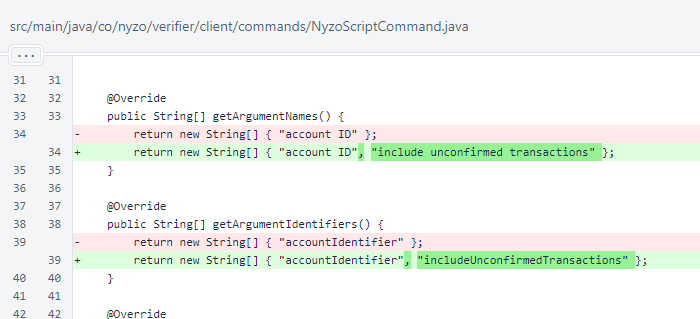 src/main/java/co/nyzo/verifier/client/commands/NyzoScriptCommand.java
...
31 31
32 32 @Override
33 33 public String[] getArgumentNames() {
34 - return new String[] { "account ID" };
34 + return new String[] { "account ID", "include unconfirmed transactions" };
35 35 }
36 36
37 37 @Override
38 38 public String[] getArgumentIdentifiers() {
39 - return new String[] { "accountIdentifier" };
39 + return new String[] { "accountIdentifier", "includeUnconfirmedTransactions" };
40 40 }
41 41
42 42 @Override